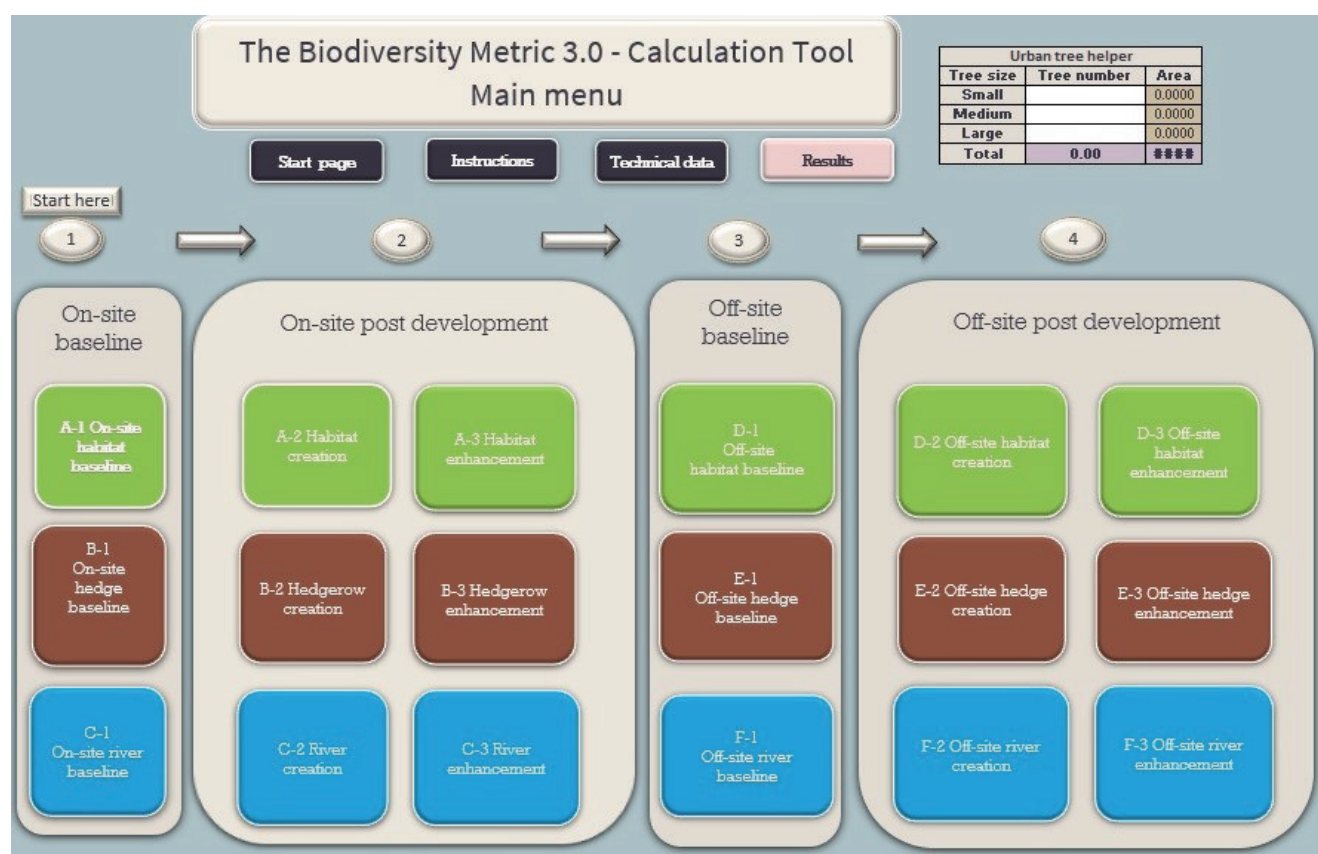 The Biodiversity Metric 3.0 - Calculation Tool
Main menu
Urban tree helper
Tree size Tree number Area
Small 0.0000
Medium 0.0000
Large 0.0000
Total 0.00 ####
Start page
Instructions
Technical data
Results
Start here
1
2
3
4
On-site
baseline
On-site post development
Off-site
baseline
Off-site post development
A-1 On-site
habitat
baseline
A-2 Habitat
creation
A-3 Habitat
enhancement
D-1
Off-site
habitat baseline
D-2 Off-site habitat
creation
D-3 Off-site
habitat
enhancement
B-1
On-site
hedge
baseline
B-2 Hedgerow
creation
B-3 Hedgerow
enhancement
E-1
Off-site hedge
baseline
E-2 Off-site hedge
creation
E-3 Off-site hedge
enhancement
C-1
On-site river
baseline
C-2 River
creation
C-3 River
enhancement
F-1
Off-site river
baseline
F-2 Off-site river
creation
F-3 Off-site river
enhancement